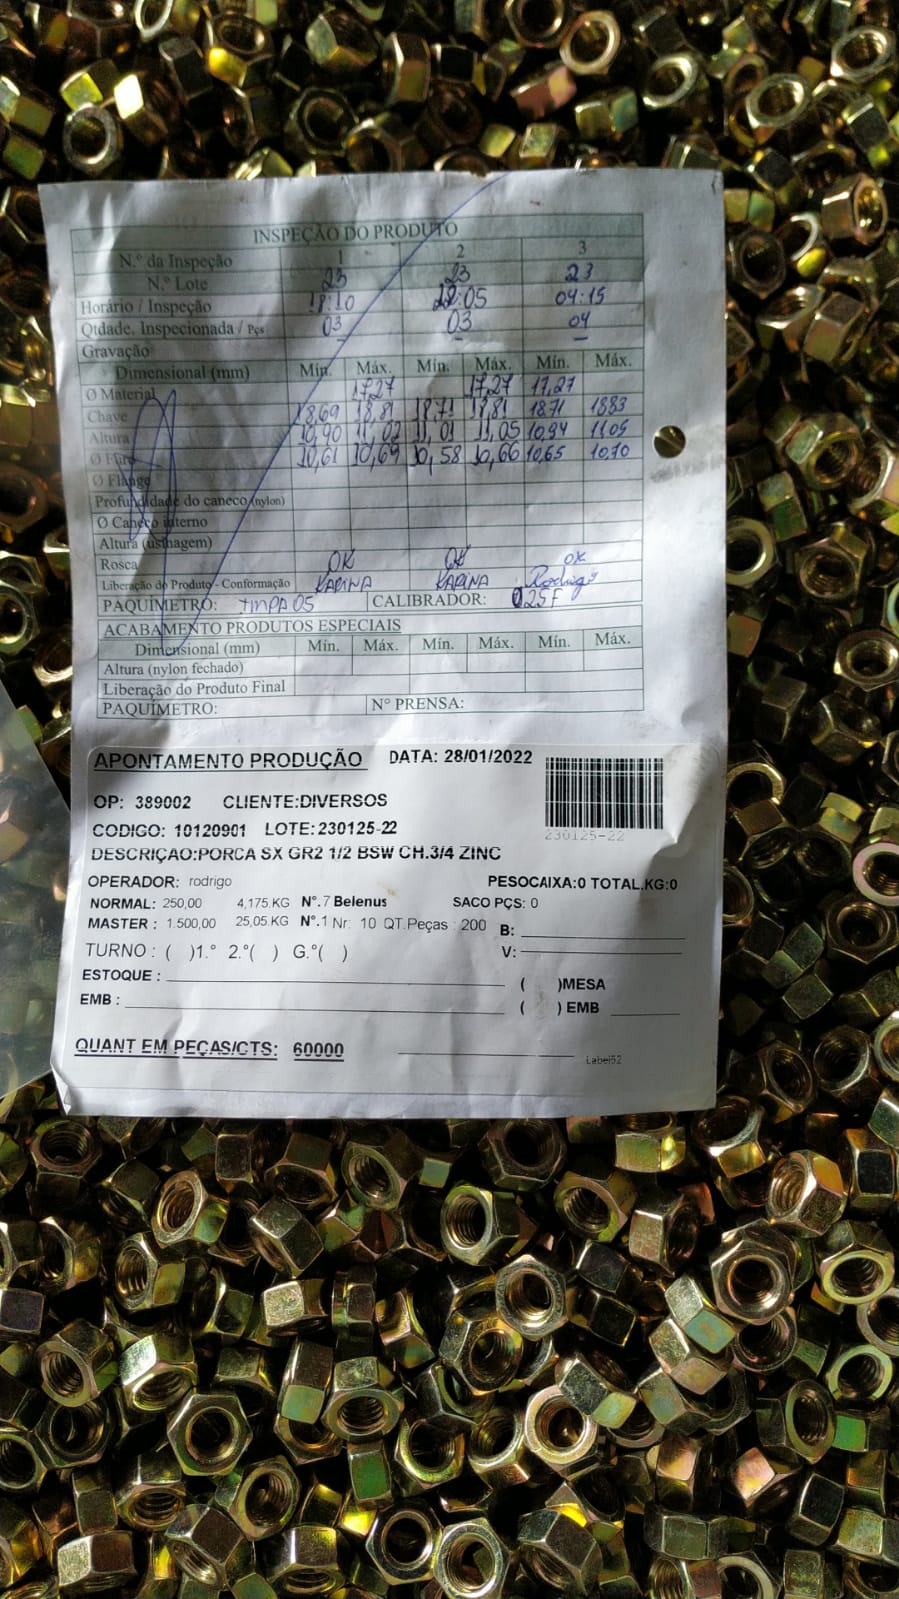 INSPEÇÃO DO PRODUTO
N.º da Inspeção 1 2 3
N.º Lote 23 23 23
Horário / Inspeção 18:10 22:05 04:15
Qtdade. Inspecionada / Pçs 03 03 04
Gravação - - -
Dimensional (mm) Mín. Máx. Mín. Máx. Mín. Máx.
Ø Material 17,27 17,27 17,27
Chave 18,69 18,81 18,71 18,81 18,71 18,83
Altura 10,90 11,02 11,01 11,05 10,94 11,05
Ø Furo 10,61 10,69 10,58 10,66 10,65 10,70
Ø Flange
Profundidade do caneco (nylon)
Ø Caneco interno
Altura (usinagem)
Rosca OK OK OK
Liberação do Produto - Conformação KARINA KARINA Rodrigo
PAQUÍMETRO: IMPA 05 CALIBRADOR: 025F
ACABAMENTO PRODUTOS ESPECIAIS
Dimensional (mm) Mín. Máx. Mín. Máx. Mín. Máx.
Altura (nylon fechado)
Liberação do Produto Final
PAQUÍMETRO: N° PRENSA:
APONTAMENTO PRODUÇÃO DATA: 28/01/2022
OP: 389002 CLIENTE:DIVERSOS
CODIGO: 10120901 LOTE:230125-22
230125-22
DESCRIÇAO:PORCA SX GR2 1/2 BSW CH.3/4 ZINC
OPERADOR: rodrigo PESOCAIXA:0 TOTAL.KG:0
NORMAL: 250,00 4,175.KG N°.7 Belenus SACO PÇS: 0
MASTER : 1.500,00 25,05.KG N°.1 Nr: 10 QT.Peças : 200 B:
TURNO : ( )1.° 2.°( ) G.°( ) V:
ESTOQUE : ( )MESA
EMB : ( ) EMB
QUANT EM PEÇAS/CTS: 60000
Label52